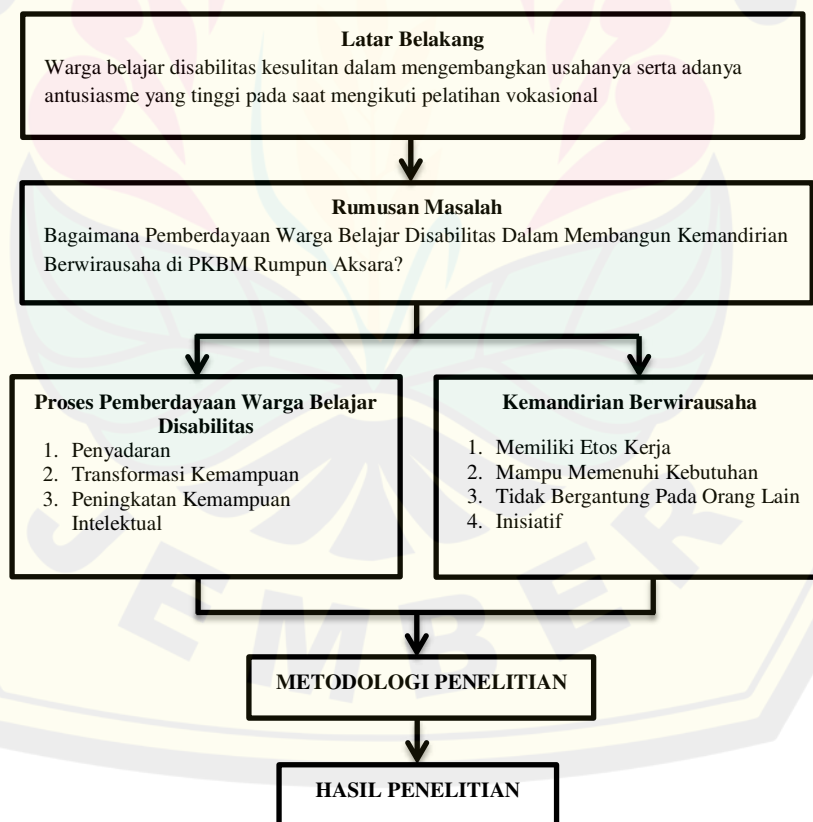 Latar Belakang
Warga belajar disabilitas kesulitan dalam mengembangkan usahanya serta adanya
antusiasme yang tinggi pada saat mengikuti pelatihan vokasional
Rumusan Masalah
Bagaimana Pemberdayaan Warga Belajar Disabilitas Dalam Membangun Kemandirian
Berwirausaha di PKBM Rumpun Aksara?
Proses Pemberdayaan Warga Belajar
Disabilitas
1. Penyadaran
2. Transformasi Kemampuan
3. Peningkatan Kemampuan
Intelektual
Kemandirian Berwirausaha
1. Memiliki Etos Kerja
2. Mampu Memenuhi Kebutuhan
3. Tidak Bergantung Pada Orang Lain
4. Inisiatif
JEMBER
METODOLOGI PENELITIAN
HASIL PENELITIAN